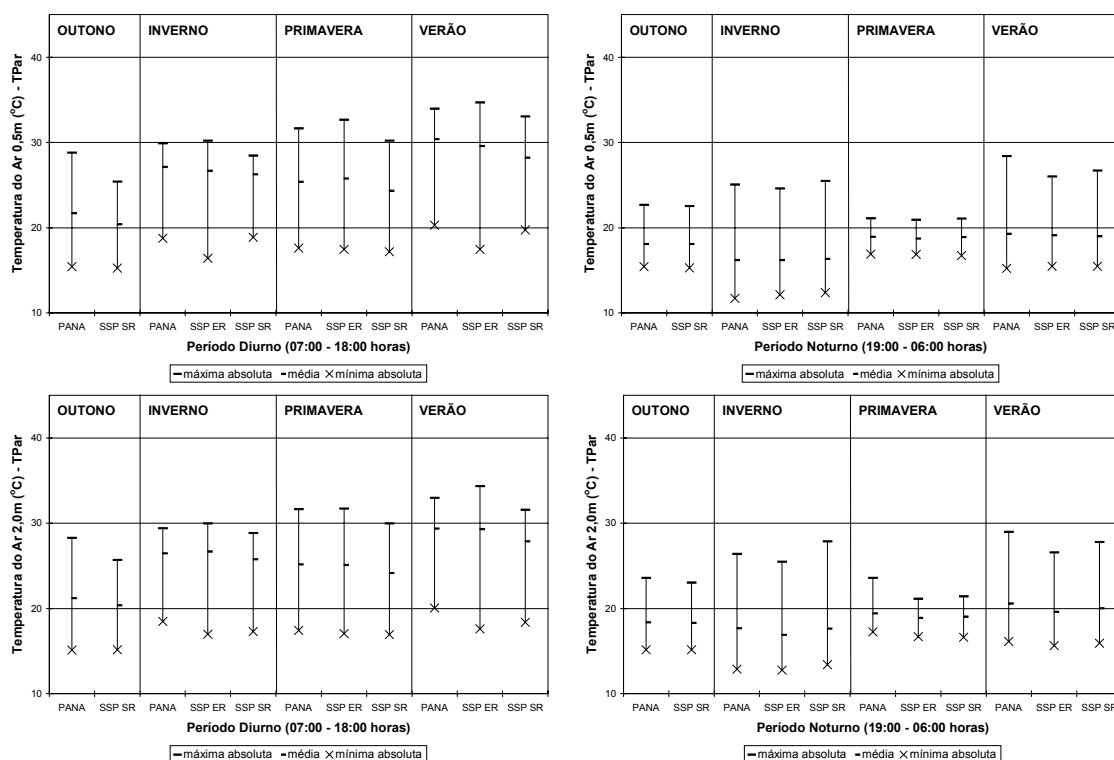 OUTONO INVERNO PRIMAVERA VERÃO
Temperatura do Ar 0,5m (°C) - TPar
40
30
20
10
PANA SSP SR PANA SSP ER SSP SR PANA SSP ER SSP SR PANA SSP ER SSP SR
Período Diurno (07:00 - 18:00 horas)
máxima absoluta média mínima absoluta
OUTONO INVERNO PRIMAVERA VERÃO
Temperatura do Ar 0,5m (°C) - TPar
40
30
20
10
PANA SSP SR PANA SSP ER SSP SR PANA SSP ER SSP SR PANA SSP ER SSP SR
Período Noturno (19:00 - 06:00 horas)
máxima absoluta média mínima absoluta
OUTONO INVERNO PRIMAVERA VERÃO
Temperatura do Ar 2,0m (°C) - TPar
40
30
20
10
PANA SSP SR PANA SSP ER SSP SR PANA SSP ER SSP SR PANA SSP ER SSP SR
Período Diurno (07:00 - 18:00 horas)
máxima absoluta média mínima absoluta
OUTONO INVERNO PRIMAVERA VERÃO
Temperatura do Ar 2,0m (°C) - TPar
40
30
20
10
PANA SSP SR PANA SSP ER SSP SR PANA SSP ER SSP SR PANA SSP ER SSP SR
Período Noturno (19:00 - 06:00 horas)
máxima absoluta média mínima absoluta